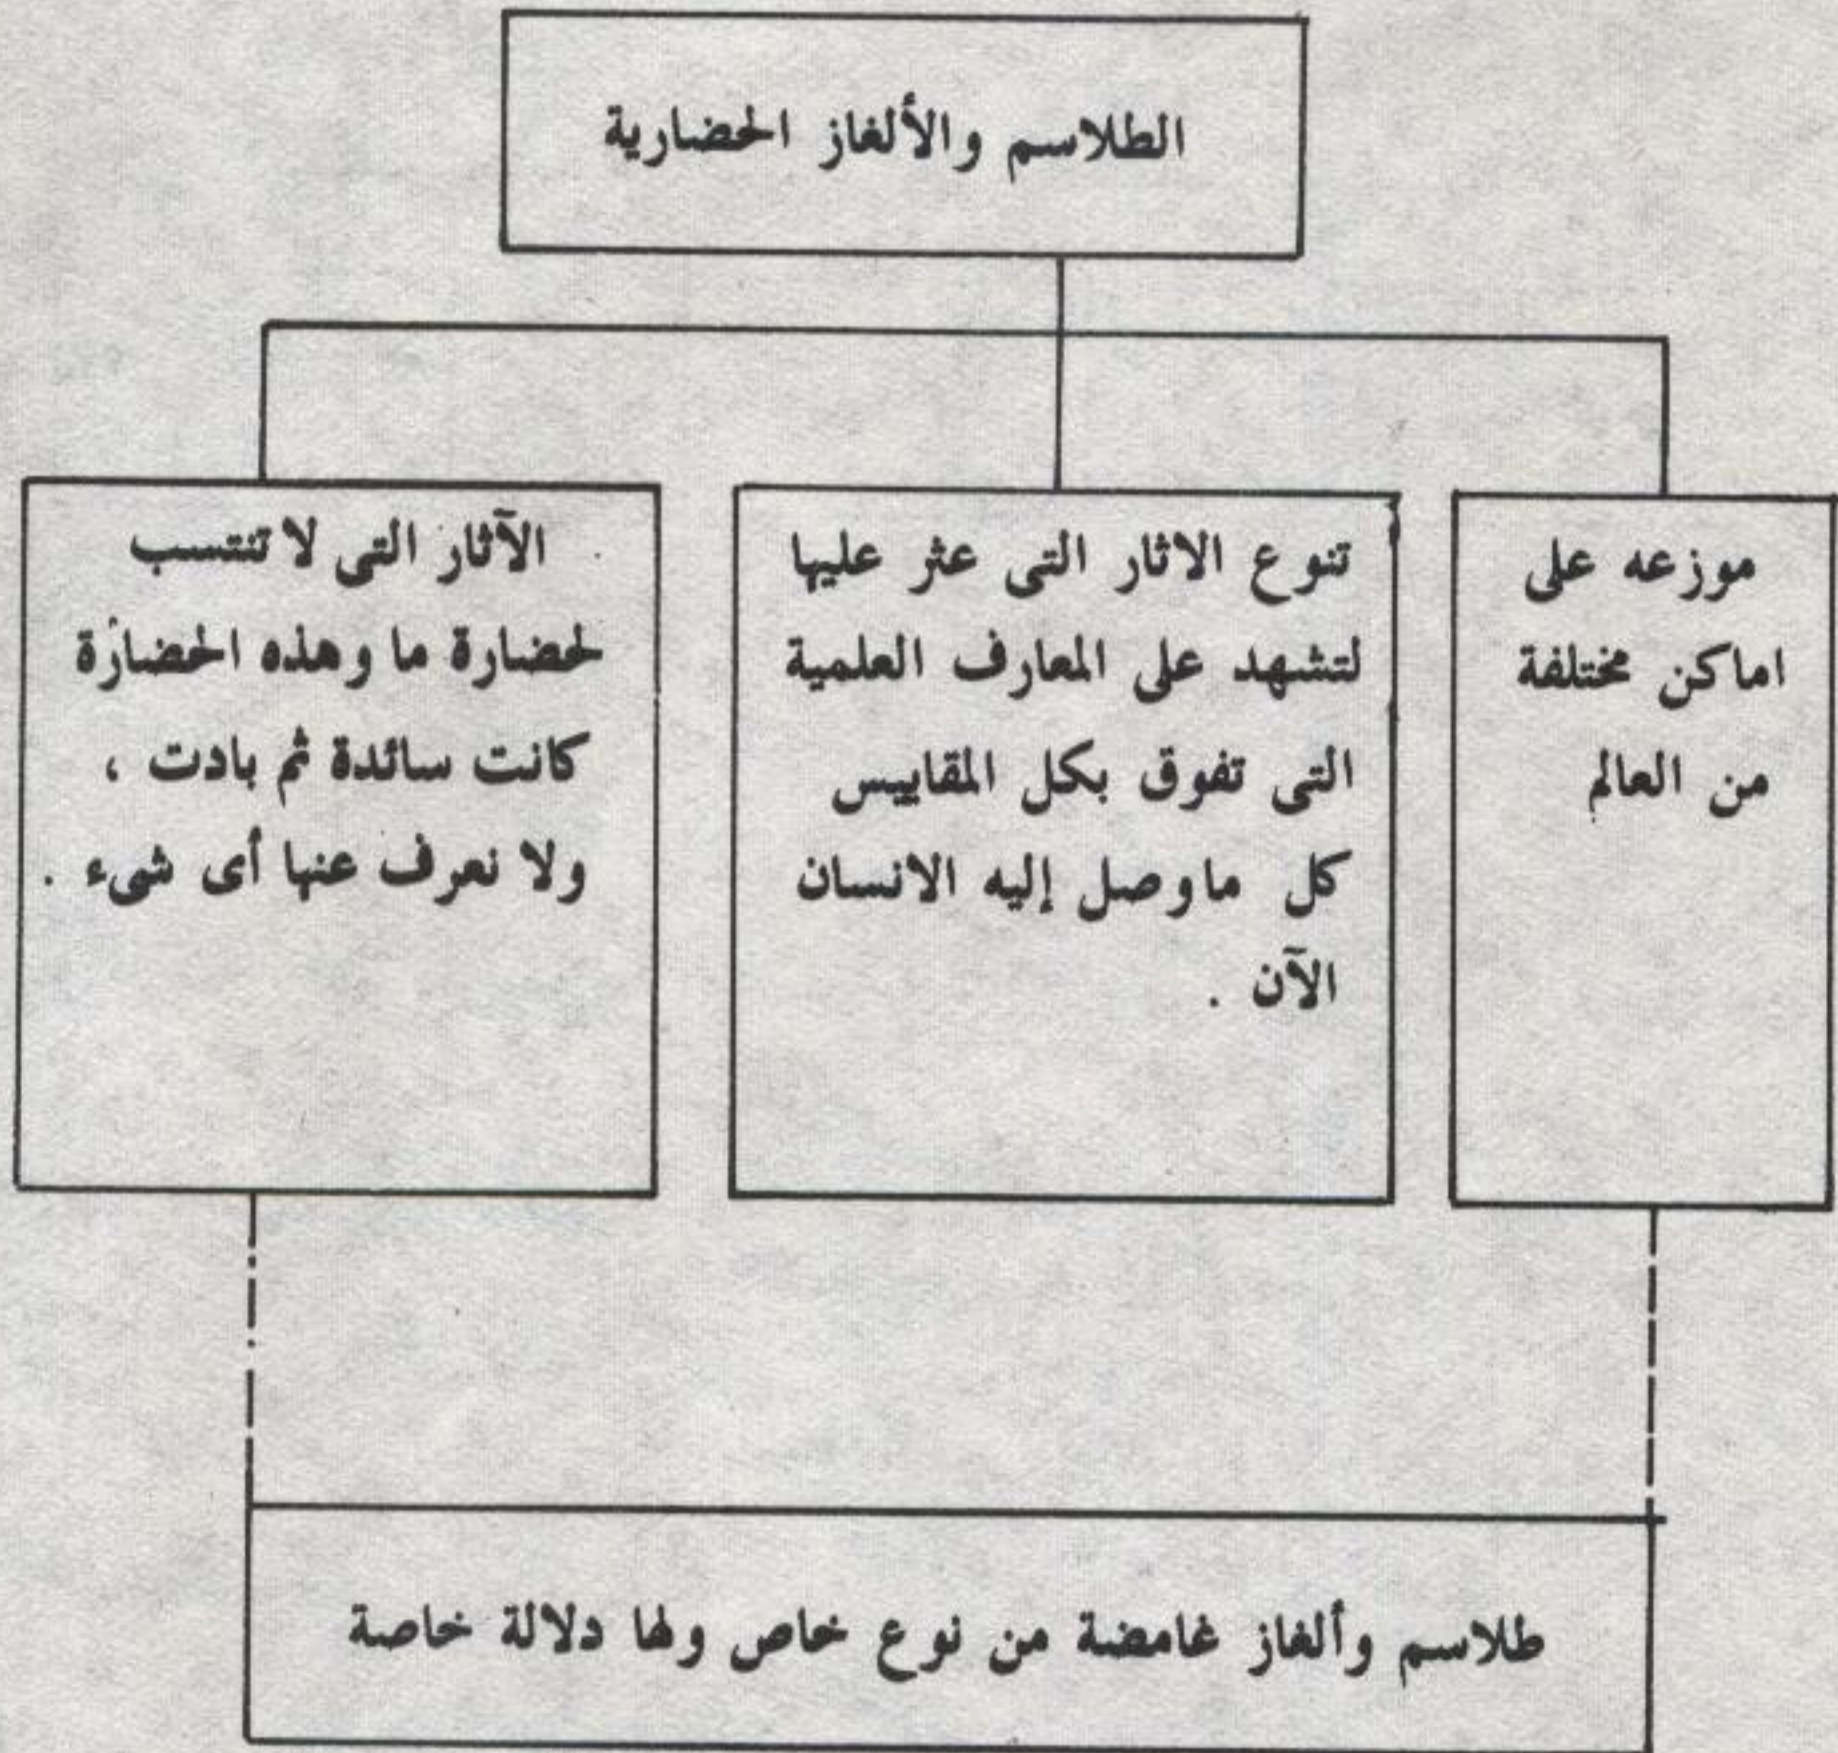 الطلاسم والألغاز الحضارية
موزعه على
اماكن مختلفة
من العالم
تنوع الاثار التى عثر عليها
لتشهد على المعارف العلمية
التى تفوق بكل المقاييس
كل ماوصل إليه الانسان
الآن .
الآثار التى لا تنتسب
لحضارة ما وهذه الحضارة
كانت سائدة ثم بادت ،
ولا نعرف عنها أى شىء .
طلاسم وألغاز غامضة من نوع خاص ولها دلالة خاصة